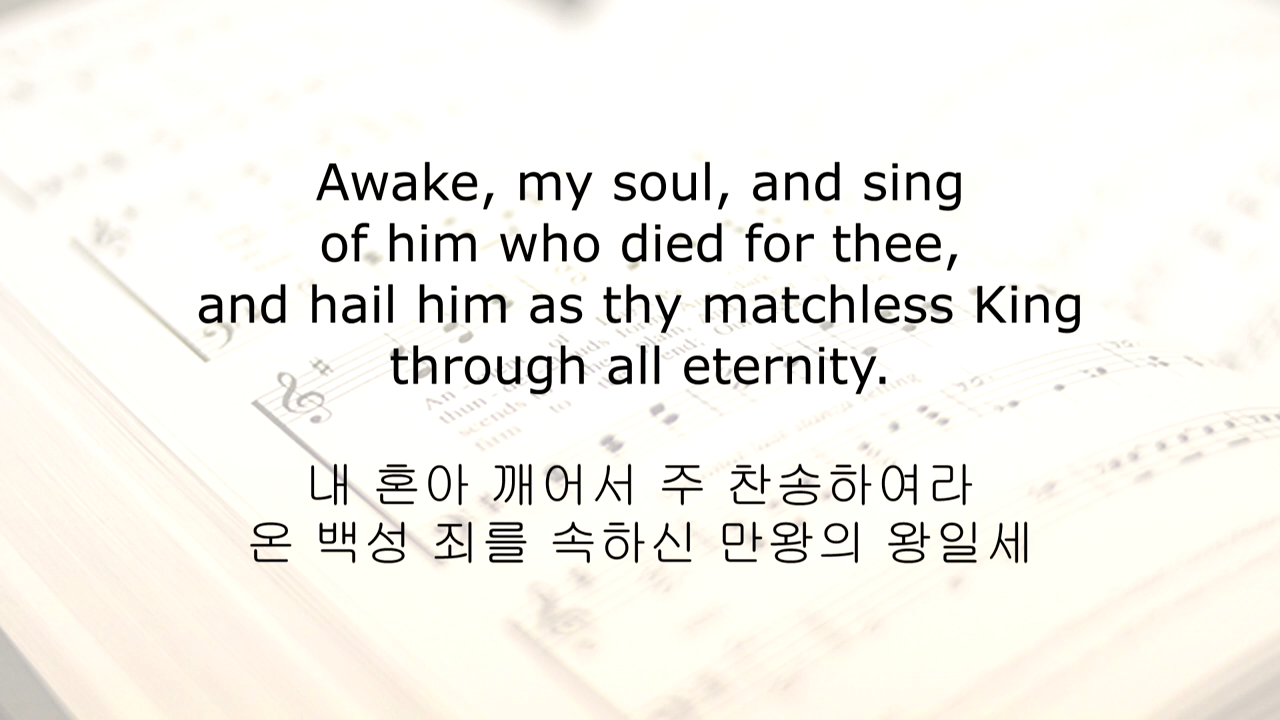 Awake, my soul, and sing
of him who died for thee,
and hail him as thy matchless King
through all eternity.
내 혼아 깨어서 주 찬송하여라
온 백성 죄를 속하신 만왕의 왕일세